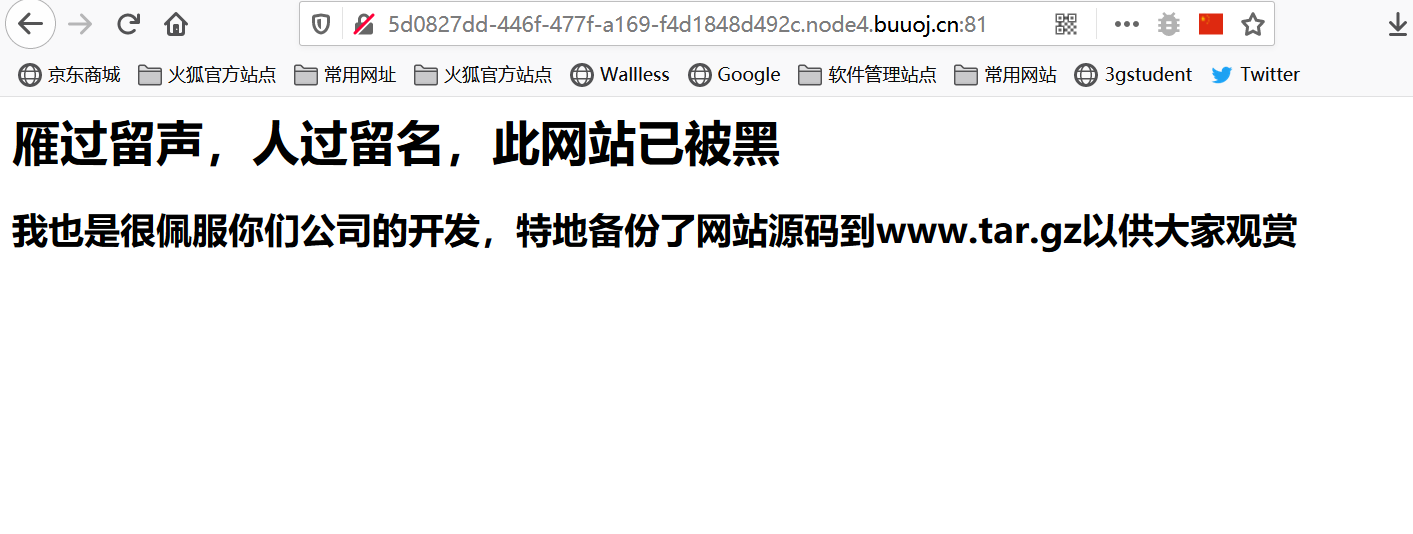 5d0827dd-446f-477f-a169-f4d1848d492c.node4.buuoj.cn:81
京东商城 火狐官方站点 常用网址 火狐官方站点 Wallless Google 软件管理站点 常用网站 3gstudent Twitter
雁过留声，人过留名，此网站已被黑
我也是很佩服你们公司的开发，特地备份了网站源码到www.tar.gz以供大家观赏